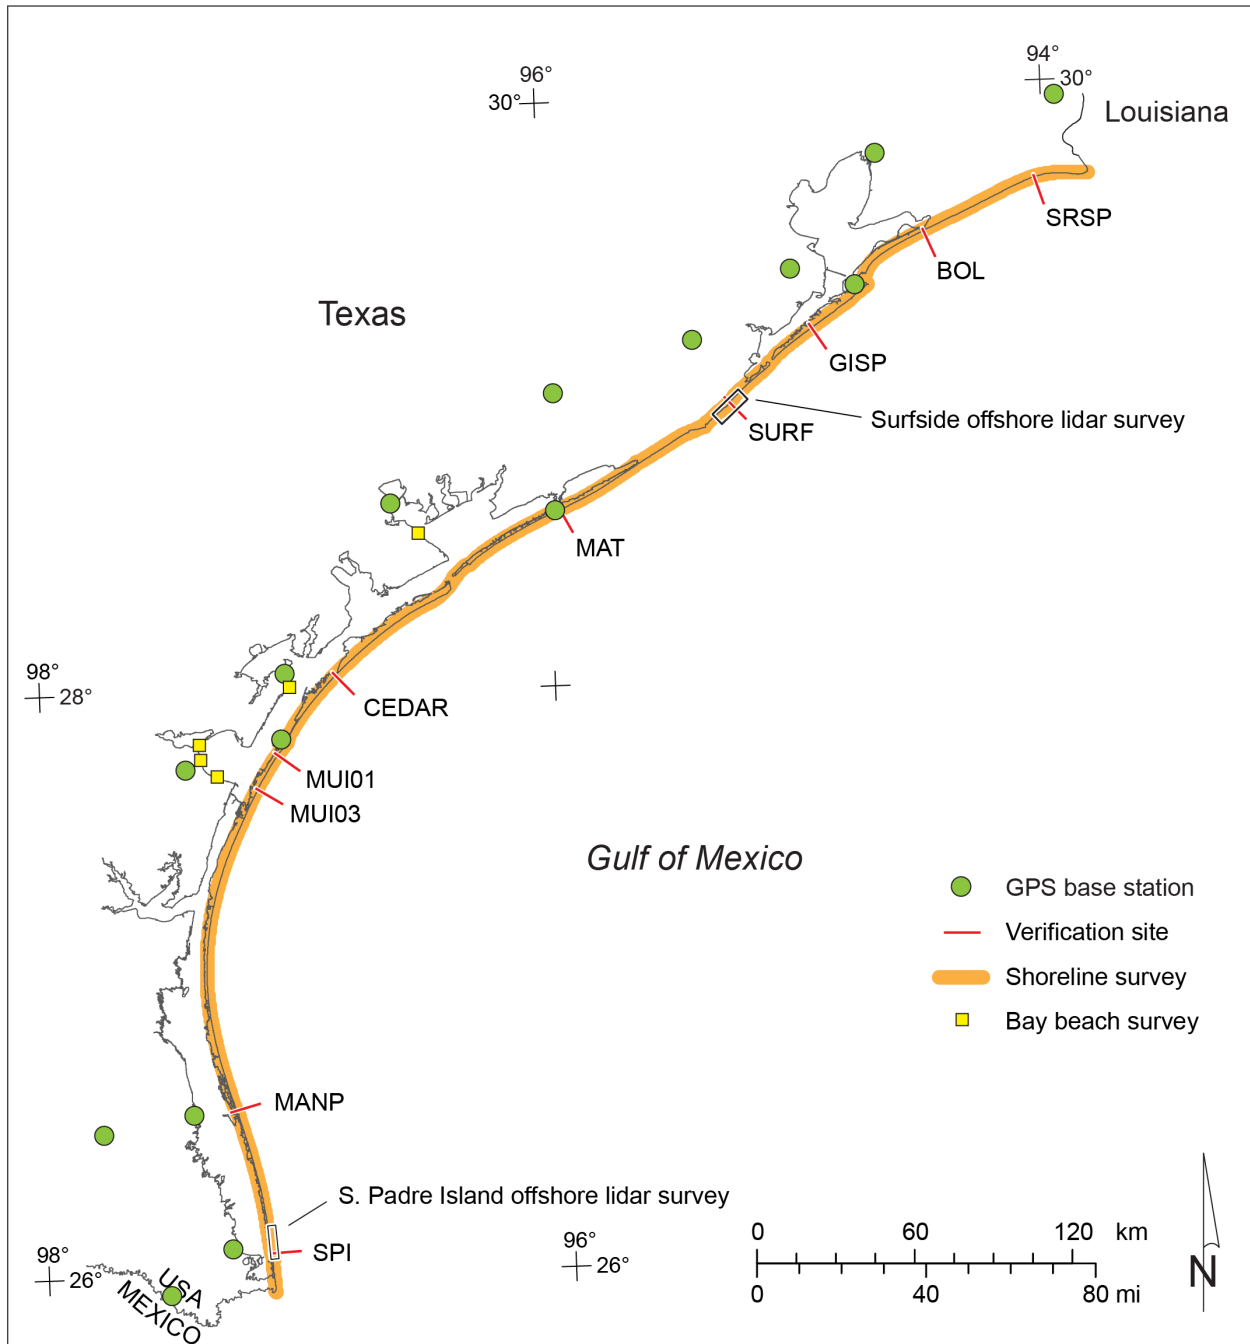 94°
96°
30°
30°
Louisiana
SRSP
BOL
Texas
GISP
Surfside offshore lidar survey
SURF
MAT
98°
28°
CEDAR
MUI01
MUI03
Gulf of Mexico
GPS base station
Verification site
Shoreline survey
Bay beach survey
MANP
S. Padre Island offshore lidar survey
SPI
98°
26°
96°
26°
0 60 120 km
0 40 80 mi
N
USA
MEXICO